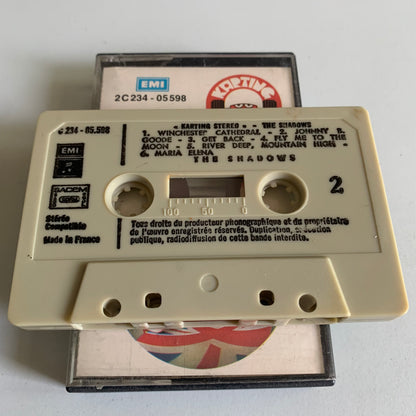 EMI
2C 234 - 05 598
KARTING
C 234 - 05.598
« KARTING STEREO » - THE SHADOWS
1. WINCHESTER CATHEDRAL - 2. JOHNNY B.
GOODE - 3. GET BACK - 4. FLY ME TO THE
MOON - 5. RIVER DEEP, MOUNTAIN HIGH -
6. MARIA ELENA
THE SHADOWS
EMI
SACEM
Stéréo
Compatible
Made in France
2
100 50 0
Tous droits du producteur phonographique et du propriétaire
de l'œuvre enregistrée réservés. Duplication, exécution
publique, radiodiffusion de cette bande interdite.